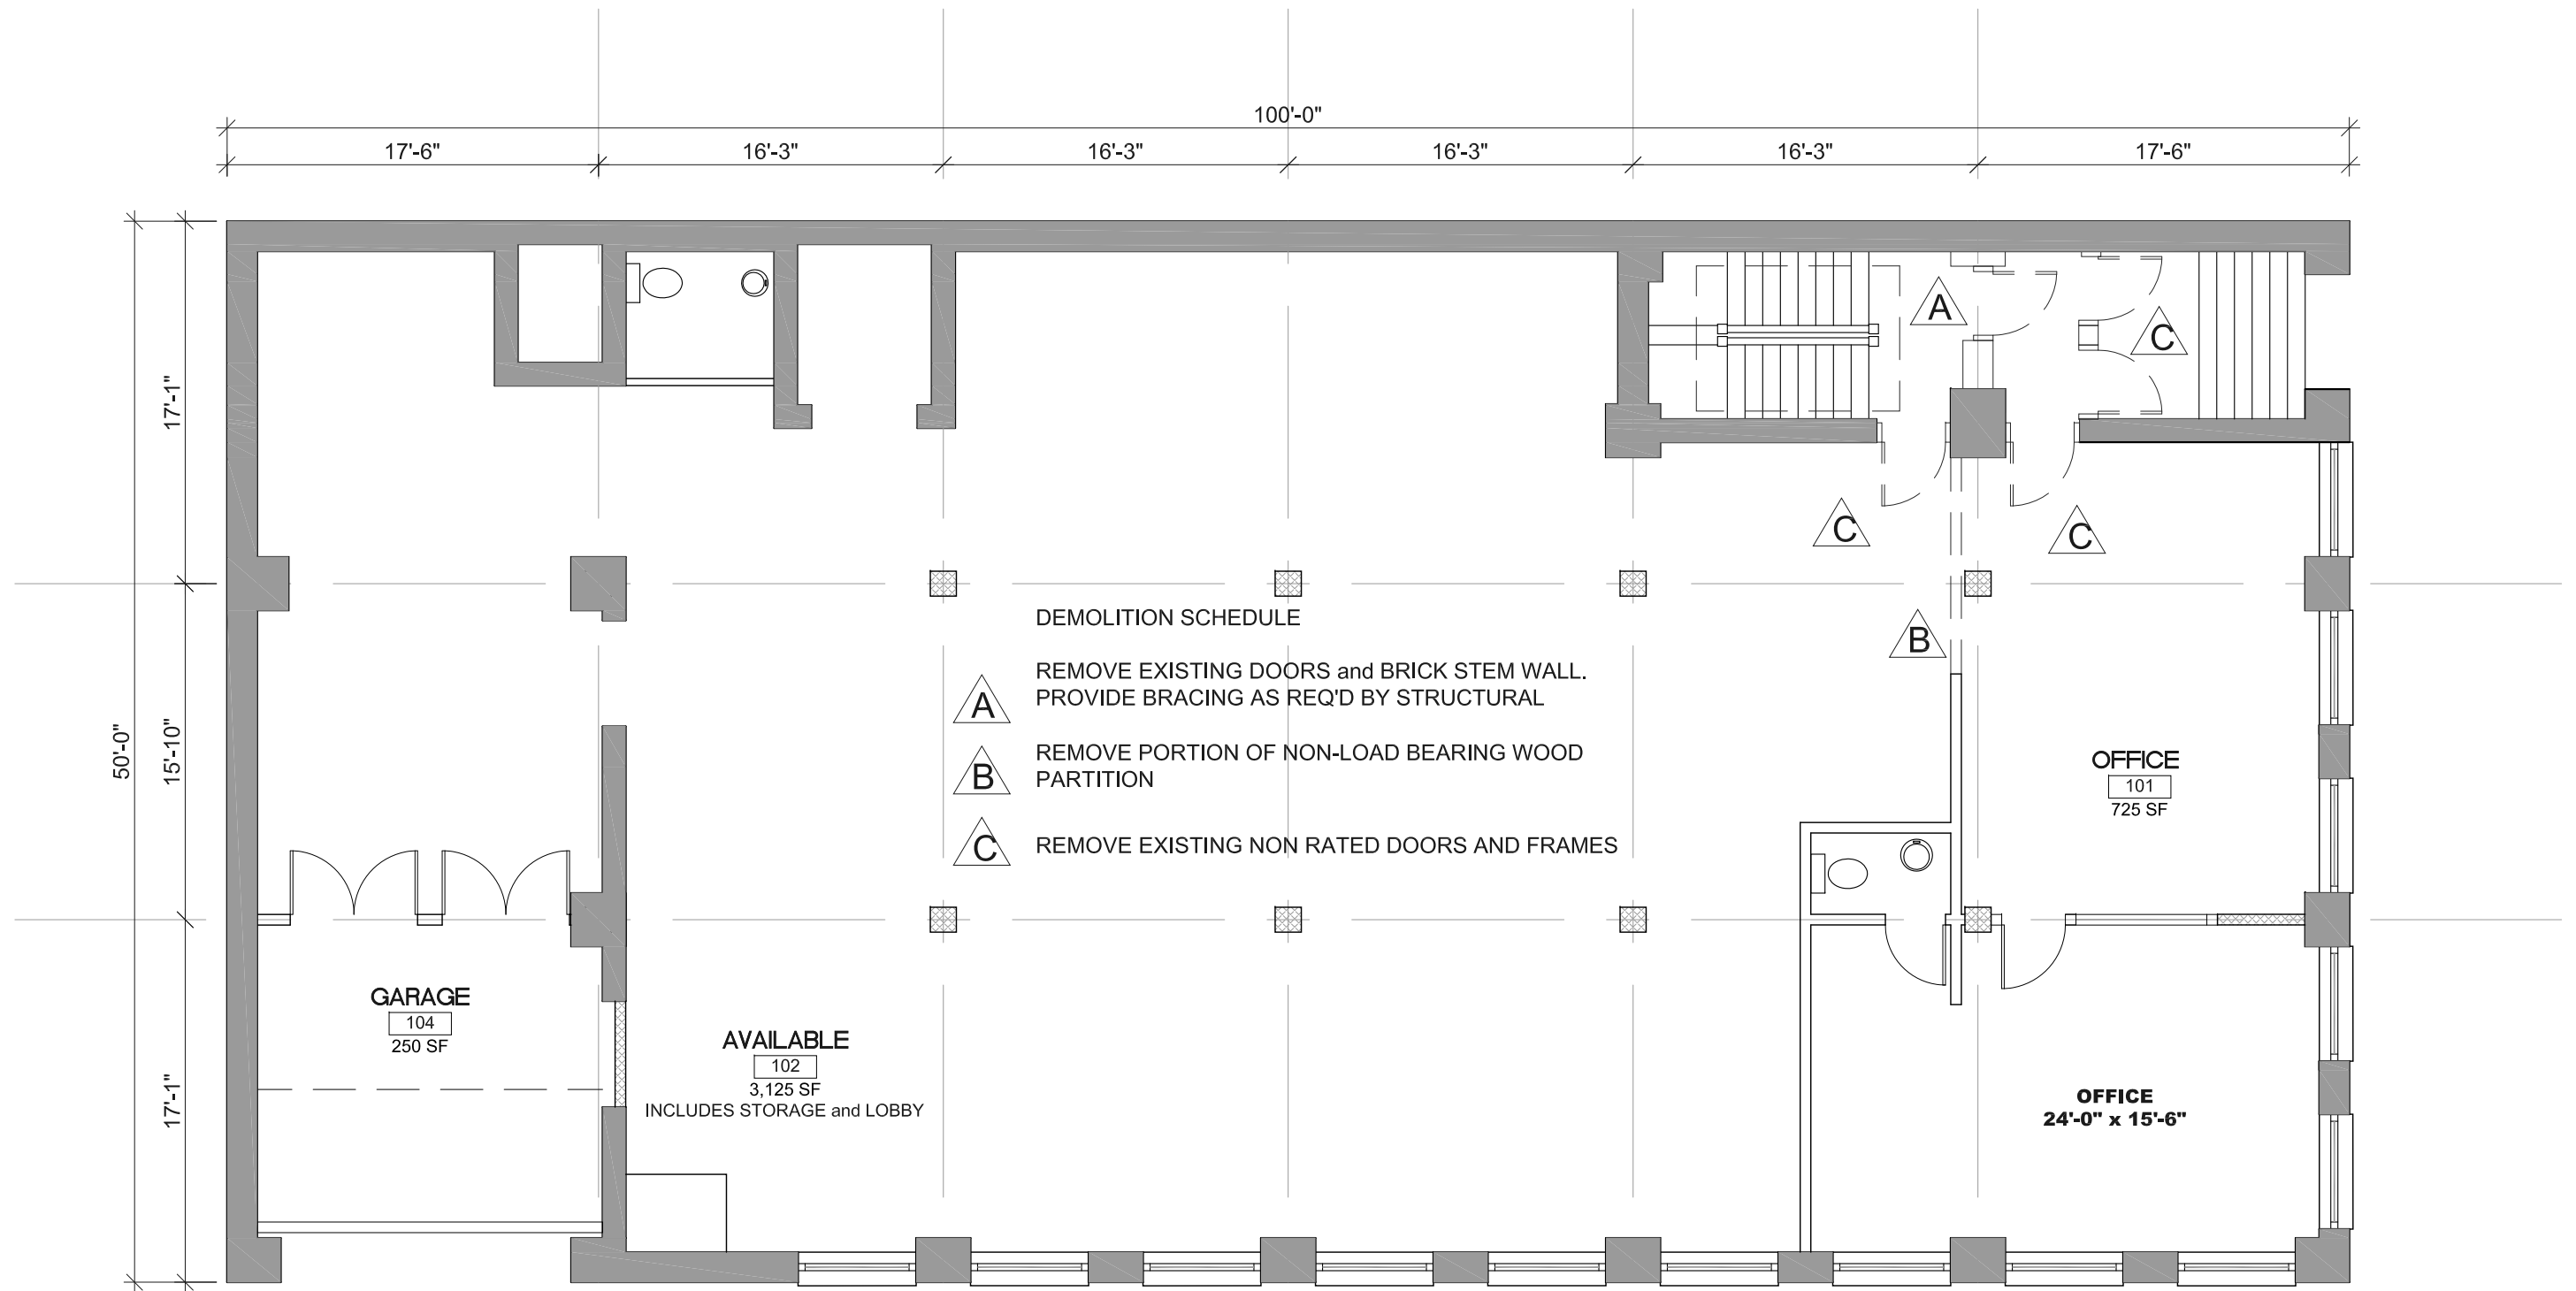 100'-0"
17'-6"
16'-3"
16'-3"
16'-3"
16'-3"
17'-6"
50'-0"
17'-1"
15'-10"
17'-1"
A
C
C
C
B
DEMOLITION SCHEDULE
A
REMOVE EXISTING DOORS and BRICK STEM WALL.
PROVIDE BRACING AS REQ'D BY STRUCTURAL
B
REMOVE PORTION OF NON-LOAD BEARING WOOD
PARTITION
C
REMOVE EXISTING NON RATED DOORS AND FRAMES
OFFICE
101
725 SF
GARAGE
104
250 SF
AVAILABLE
102
3,125 SF
INCLUDES STORAGE and LOBBY
OFFICE
24'-0" x 15'-6"